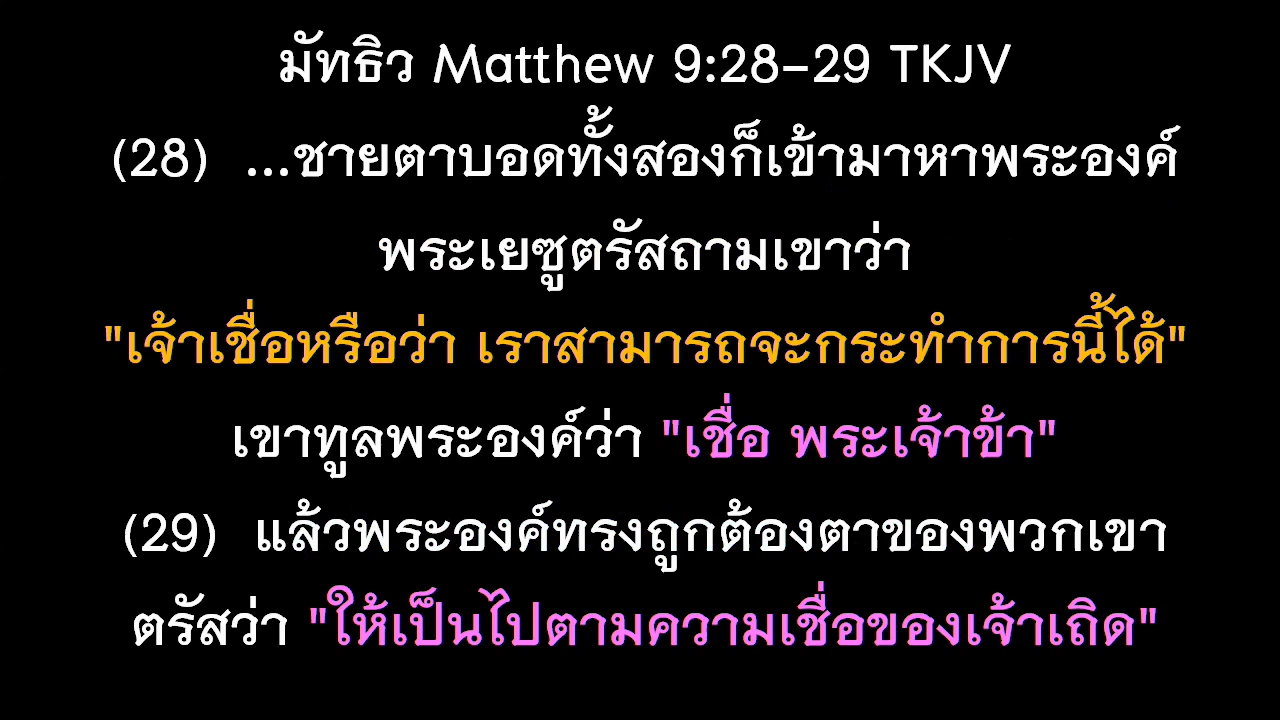 มัทธิว Matthew 9:28-29 TKJV
(28) ...ชายตาบอดทั้งสองก็เข้ามาหาพระองค์
พระเยซูตรัสถามเขาว่า
"เจ้าเชื่อหรือว่า เราสามารถจะกระทำการนี้ได้"
เขาทูลพระองค์ว่า "เชื่อ พระเจ้าข้า"
(29) แล้วพระองค์ทรงถูกต้องตาของพวกเขา
ตรัสว่า "ให้เป็นไปตามความเชื่อของเจ้าเถิด"